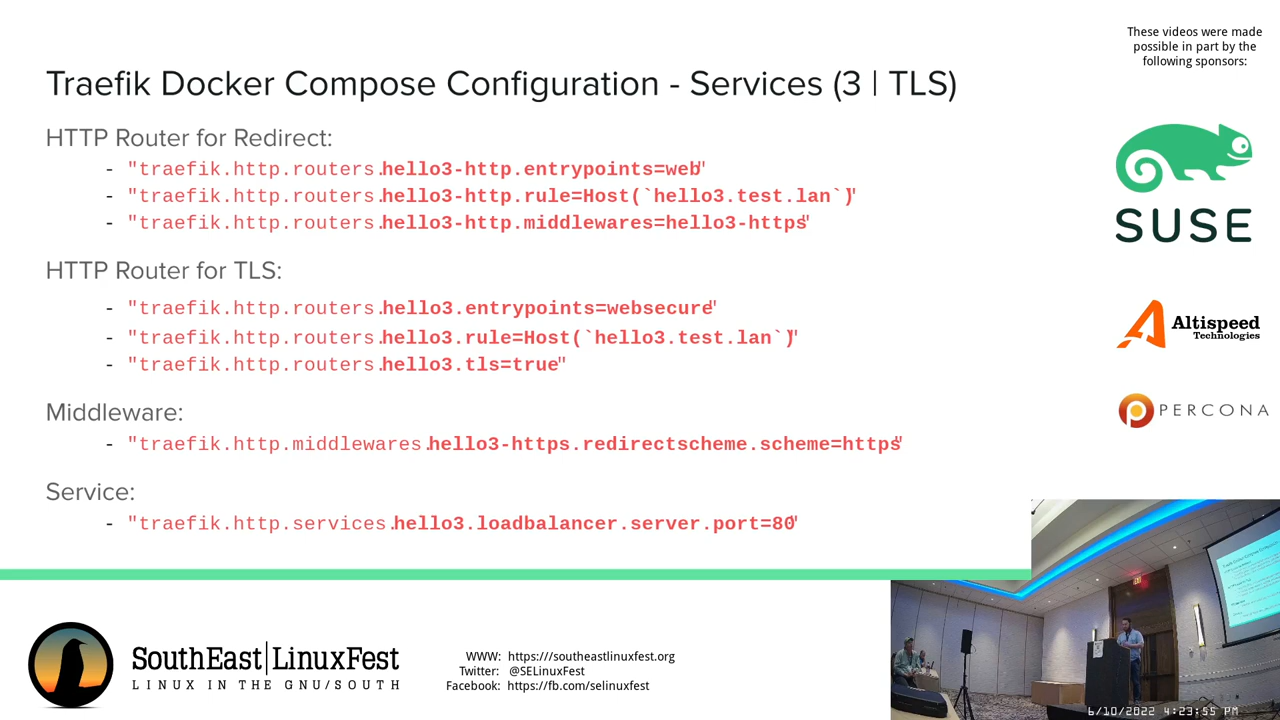 These videos were made
possible in part by the
following sponsors:
Traefik Docker Compose Configuration - Services (3 | TLS)
HTTP Router for Redirect:
- "traefik.http.routers.hello3-http.entrypoints=web"
- "traefik.http.routers.hello3-http.rule=Host(`hello3.test.lan`)"
- "traefik.http.routers.hello3-http.middlewares=hello3-https"
HTTP Router for TLS:
- "traefik.http.routers.hello3.entrypoints=websecure"
- "traefik.http.routers.hello3.rule=Host(`hello3.test.lan`)"
- "traefik.http.routers.hello3.tls=true"
Middleware:
- "traefik.http.middlewares.hello3-https.redirectscheme.scheme=https"
Service:
- "traefik.http.services.hello3.loadbalancer.server.port=80"
SUSE
Altispeed
Technologies
PERCONA
SouthEast|LinuxFest
LINUX IN THE GNU/SOUTH
WWW: https://southeastlinuxfest.org
Twitter: @SELinuxFest
Facebook: https://fb.com/selinuxfest
6/10/2022 4:23:55 PM